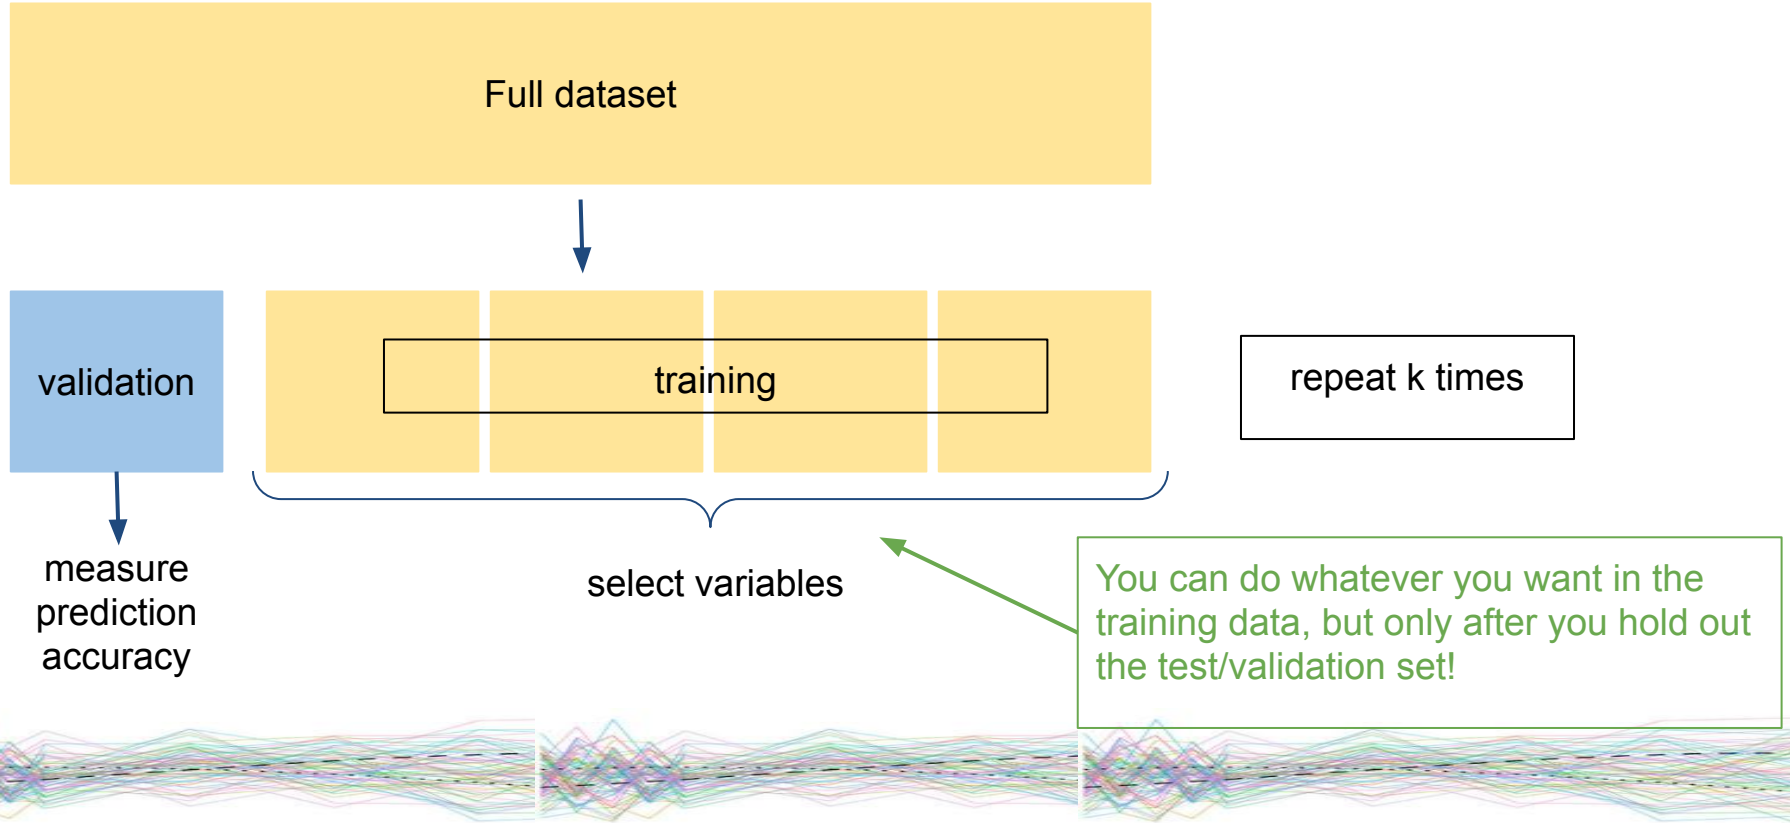 Full dataset
validation
training
repeat k times
measure
prediction
accuracy
select variables
You can do whatever you want in the
training data, but only after you hold out
the test/validation set!